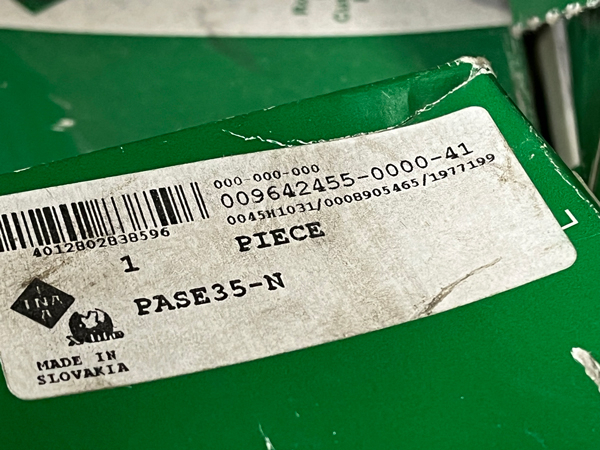 000-000-000
009642455-0000-41
0045H1031/0008905465/1977199
4012802838596
1 PIECE
INA
PASE35-N
MADE IN
SLOVAKIA